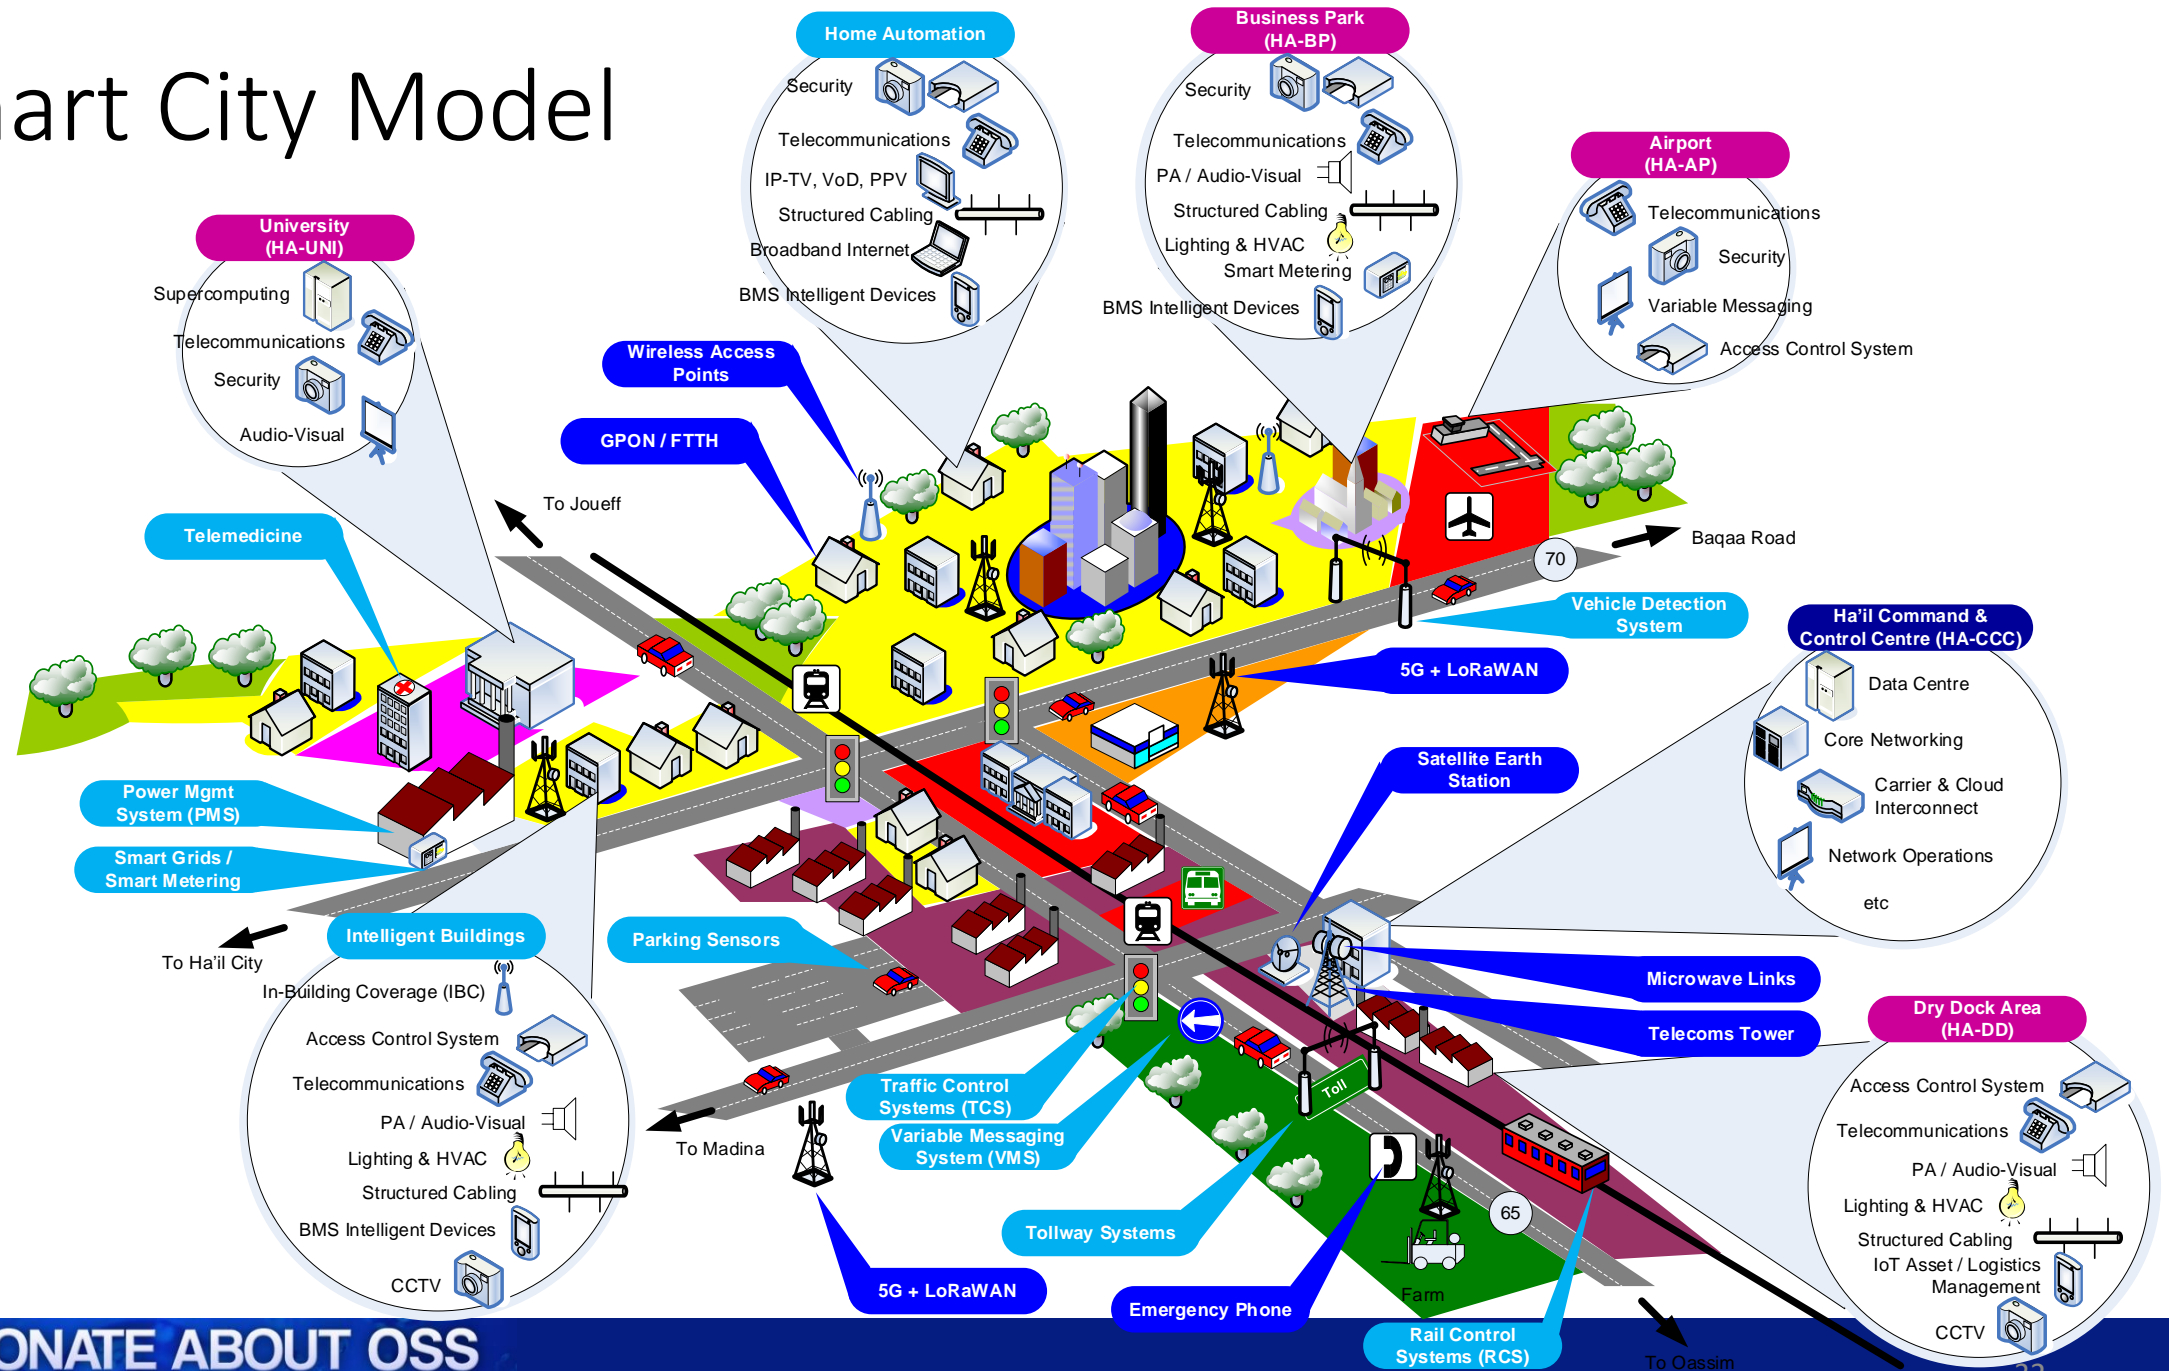 mart City Model
Home Automation
Security
Telecommunications
IP-TV, VoD, PPV
Structured Cabling
Broadband Internet
BMS Intelligent Devices
Business Park
(HA-BP)
Security
Telecommunications
PA / Audio-Visual
Structured Cabling
Lighting & HVAC
Smart Metering
BMS Intelligent Devices
Airport
(HA-AP)
Telecommunications
Security
Variable Messaging
Access Control System
University
(HA-UNI)
Supercomputing
Telecommunications
Security
Audio-Visual
Wireless Access
Points
GPON / FTTH
To Joueff
Telemedicine
Baqaa Road
70
Vehicle Detection
System
5G + LoRaWAN
Ha'il Command &
Control Centre (HA-CCC)
Data Centre
Core Networking
Carrier & Cloud
Interconnect
Network Operations
etc
Satellite Earth
Station
Power Mgmt
System (PMS)
Smart Grids /
Smart Metering
To Ha'il City
Intelligent Buildings
In-Building Coverage (IBC)
Access Control System
Telecommunications
PA / Audio-Visual
Lighting & HVAC
Structured Cabling
BMS Intelligent Devices
CCTV
Parking Sensors
Microwave Links
Telecoms Tower
Dry Dock Area
(HA-DD)
Access Control System
Telecommunications
PA / Audio-Visual
Lighting & HVAC
Structured Cabling
IoT Asset / Logistics
Management
CCTV
Traffic Control
Systems (TCS)
Variable Messaging
System (VMS)
To Madina
Toll
Tollway Systems
65
5G + LoRaWAN
Emergency Phone
Farm
Rail Control
Systems (RCS)
To Qassim
ONATE ABOUT OSS